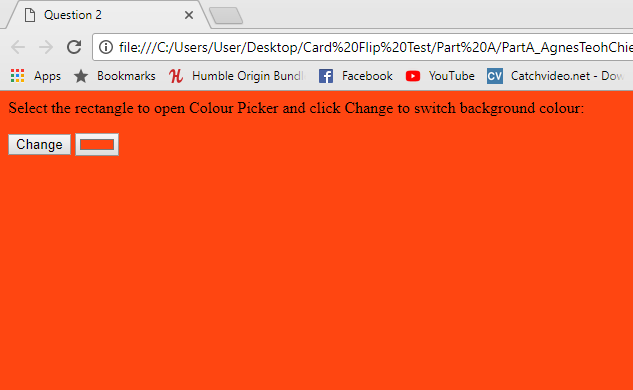 Question 2
file:///C:/Users/User/Desktop/Card%20Flip%20Test/Part%20A/PartA_AgnesTeohChie
Apps Bookmarks Humble Origin Bund Facebook YouTube CV Catchvideo.net - Dow
Select the rectangle to open Colour Picker and click Change to switch background colour:
Change